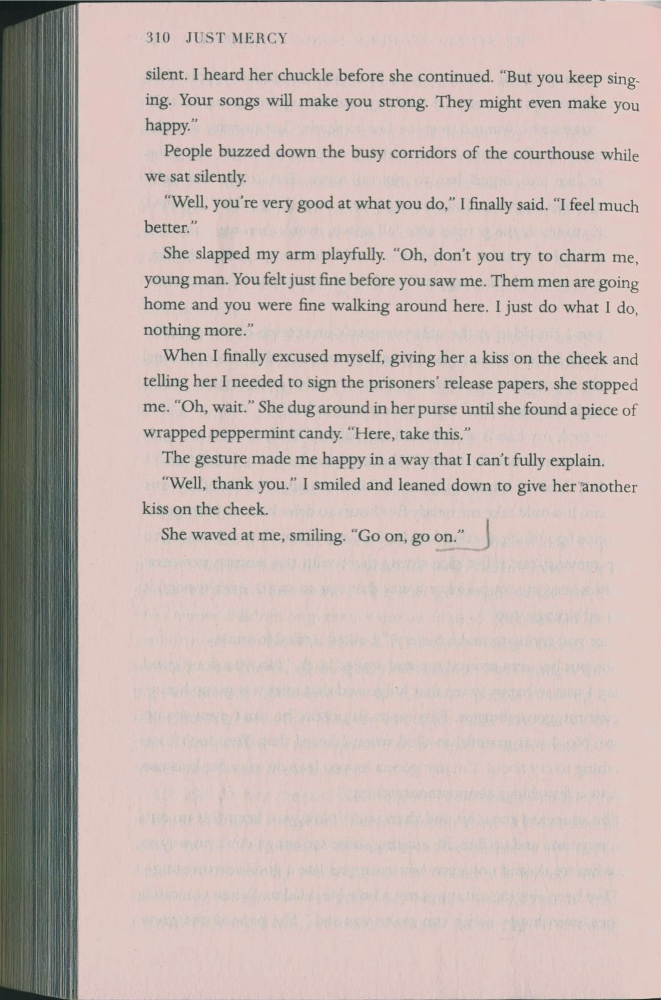 310 JUST MERCY
silent. I heard her chuckle before she continued. “But you keep sing-
ing. Your songs will make you strong. They might even make you
happy.”
People buzzed down the busy corridors of the courthouse while
we sat silently.
“Well, you’re very good at what you do,” I finally said. “I feel much
better.”
She slapped my arm playfully. “Oh, don’t you try to charm me,
young man. You felt just fine before you saw me. Them men are going
home and you were fine walking around here. I just do what I do,
nothing more.”
When I finally excused myself, giving her a kiss on the cheek and
telling her I needed to sign the prisoners’ release papers, she stopped
me. “Oh, wait.” She dug around in her purse until she found a piece of
wrapped peppermint candy. “Here, take this.”
The gesture made me happy in a way that I can’t fully explain.
“Well, thank you.” I smiled and leaned down to give her another
kiss on the cheek.
She waved at me, smiling. “Go on, go on.”